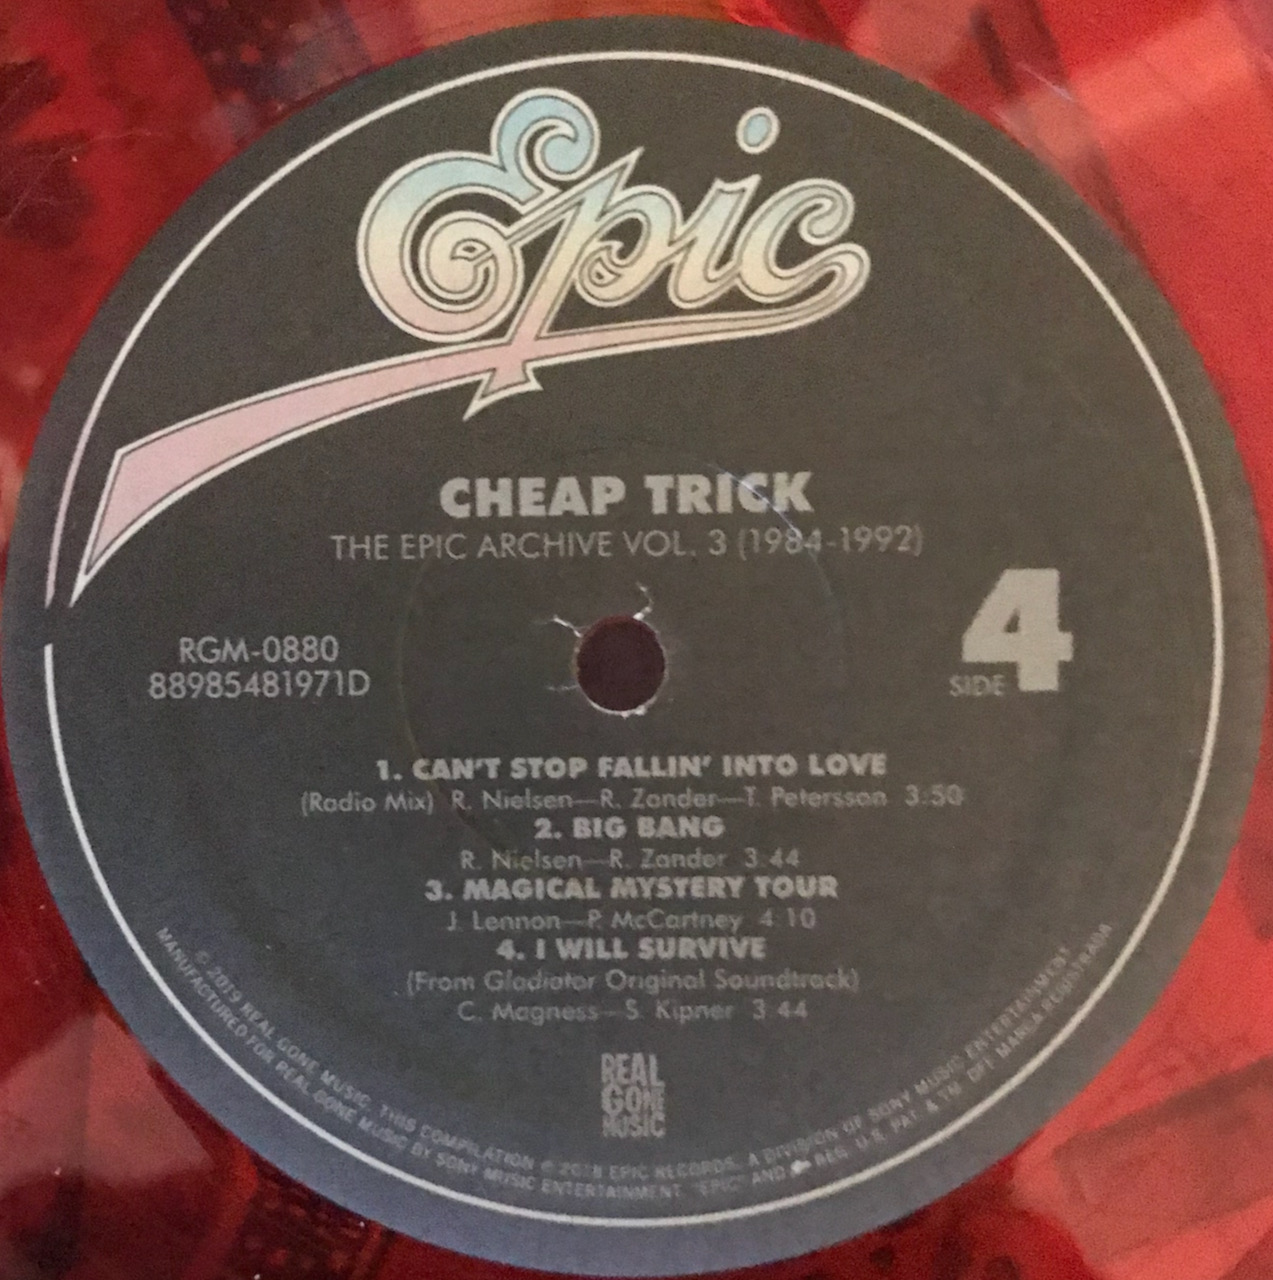 Epic
CHEAP TRICK
THE EPIC ARCHIVE VOL. 3 (1984-1992)
RGM-0880
88985481971D
4
SIDE
1. CAN'T STOP FALLIN' INTO LOVE
(Radio Mix) R. Nielsen—R. Zander—T. Petersson 3:50
2. BIG BANG
R. Nielsen—R. Zander 3:44
3. MAGICAL MYSTERY TOUR
J. Lennon—P. McCartney 4:10
4. I WILL SURVIVE
(From Gladiator Original Soundtrack)
C. Magness—S. Kipner 3:44
REAL
GONE
MUSIC
© 2019 REAL GONE MUSIC. THIS COMPILATION ℗ 2018 EPIC RECORDS, A DIVISION OF SONY MUSIC ENTERTAINMENT.
MANUFACTURED FOR REAL GONE MUSIC BY SONY MUSIC ENTERTAINMENT. "EPIC" AND REG. U.S. PAT. & TM. OFF. MARCA REGISTRADA